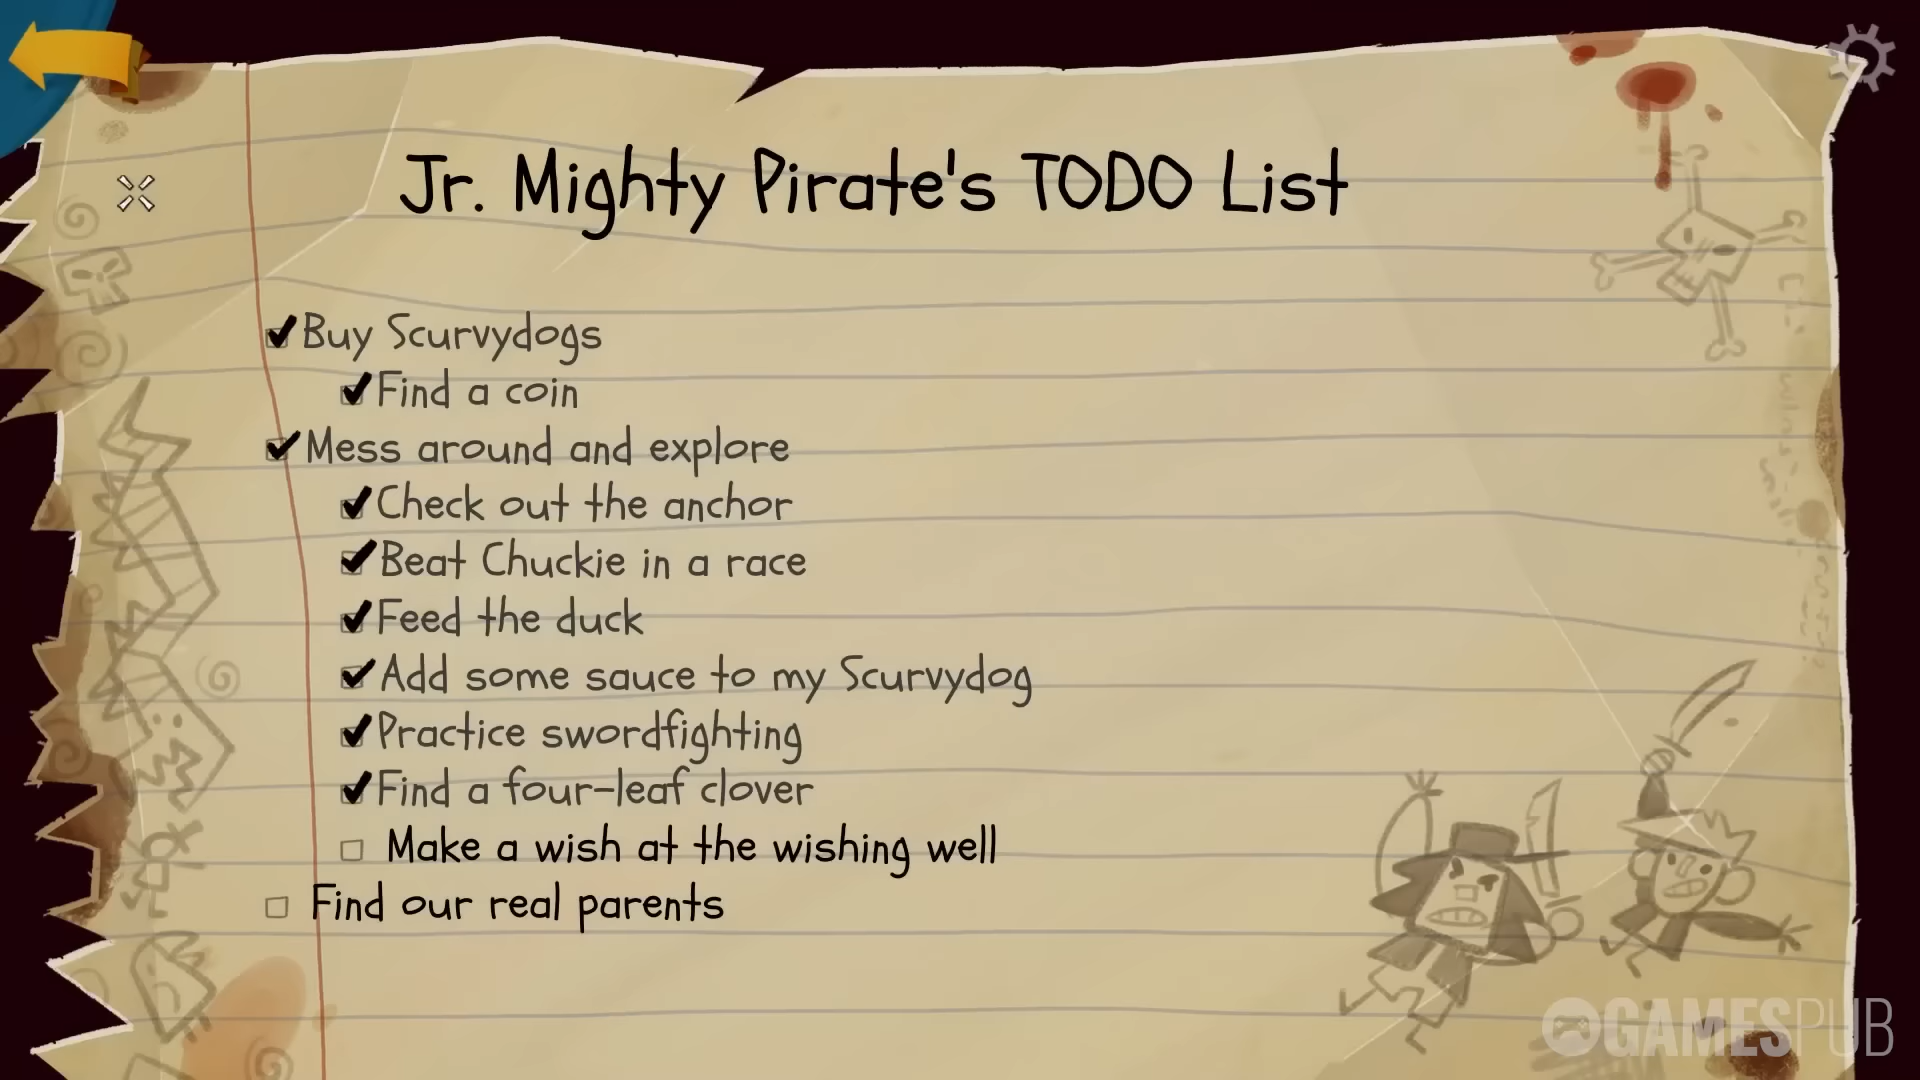 Jr. Mighty Pirate's TODO List
Buy Scurvydogs
Find a coin
Mess around and explore
Check out the anchor
Beat Chuckie in a race
Feed the duck
Add some sauce to my Scurvydog
Practice swordfighting
Find a four-leaf clover
Make a wish at the wishing well
Find our real parents
GAMESPUB